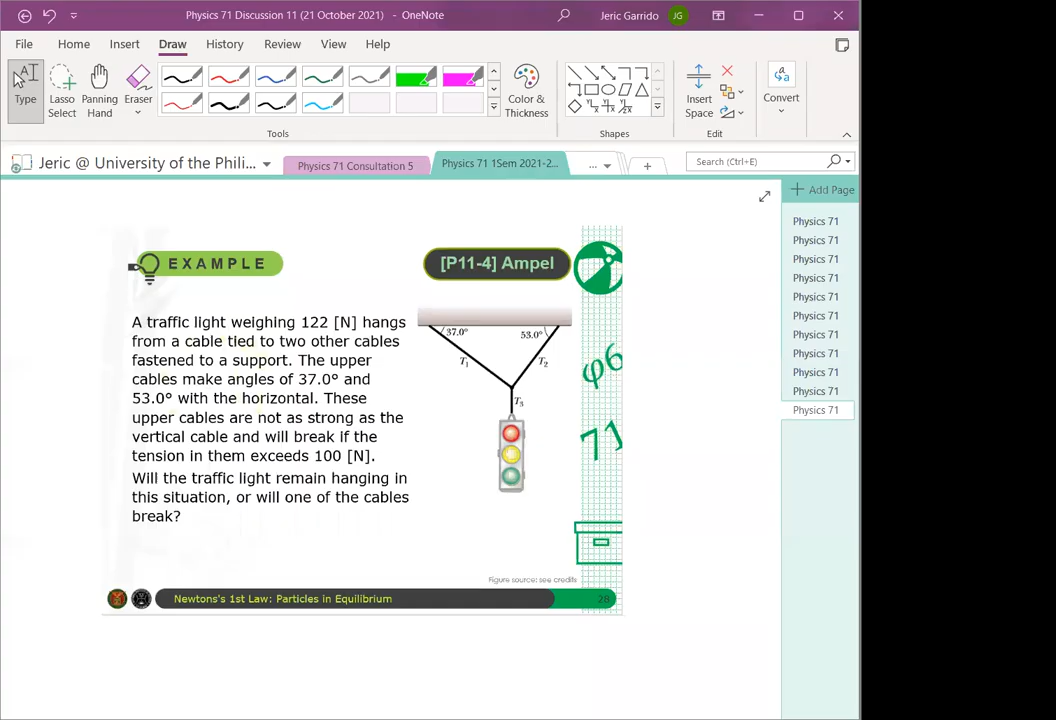 Physics 71 Discussion 11 (21 October 2021) - OneNote
Jeric Garrido
JG
File
Home
Insert
Draw
History
Review
View
Help
Type
Lasso
Select
Panning
Hand
Eraser
Color &
Thickness
Insert
Space
Convert
Tools
Shapes
Edit
Jeric @ University of the Phili...
Physics 71 Consultation 5
Physics 71 1Sem 2021-2...
...
Search (Ctrl+E)
Add Page
Physics 71
Physics 71
Physics 71
Physics 71
Physics 71
Physics 71
Physics 71
Physics 71
Physics 71
Physics 71
Physics 71
EXAMPLE
[P11-4] Ampel
A traffic light weighing 122 [N] hangs
from a cable tied to two other cables
fastened to a support. The upper
cables make angles of 37.0° and
53.0° with the horizontal. These
upper cables are not as strong as the
vertical cable and will break if the
tension in them exceeds 100 [N].
Will the traffic light remain hanging in
this situation, or will one of the cables
break?
37.0°
53.0°
T₁
T₂
T₃
φ6
71
Figure source: see credits
Newtons's 1st Law: Particles in Equilibrium
28